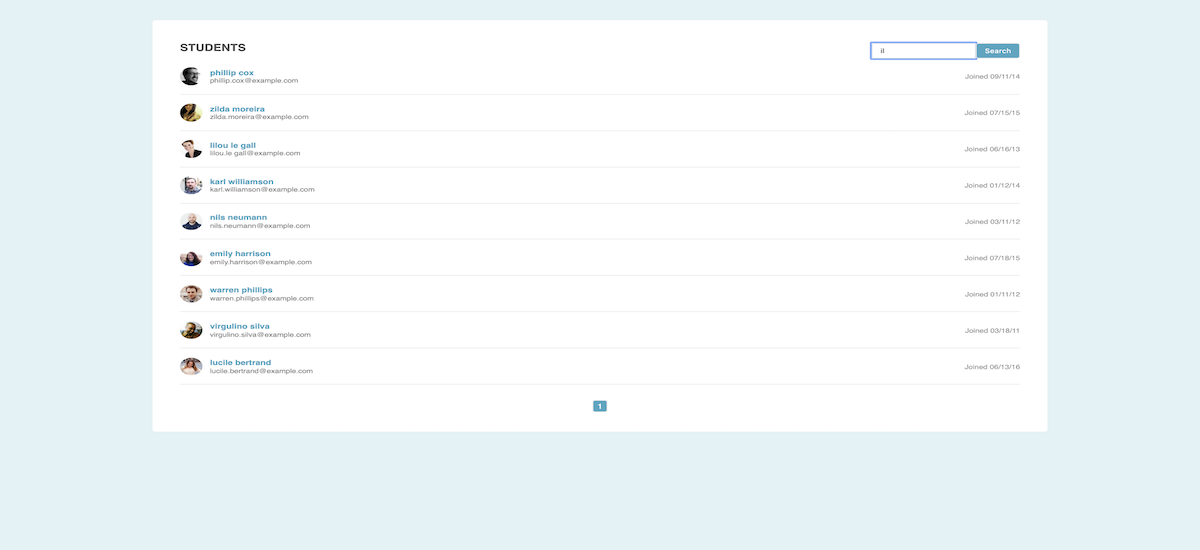 STUDENTS
il
Search
phillip cox
phillip.cox@example.com
Joined 09/11/14
zilda moreira
zilda.moreira@example.com
Joined 07/15/15
lilou le gall
lilou.le gall@example.com
Joined 06/16/13
karl williamson
karl.williamson@example.com
Joined 01/12/14
nils neumann
nils.neumann@example.com
Joined 03/11/12
emily harrison
emily.harrison@example.com
Joined 07/18/15
warren phillips
warren.phillips@example.com
Joined 01/11/12
virgulino silva
virgulino.silva@example.com
Joined 03/18/11
lucile bertrand
lucile.bertrand@example.com
Joined 06/13/16
1